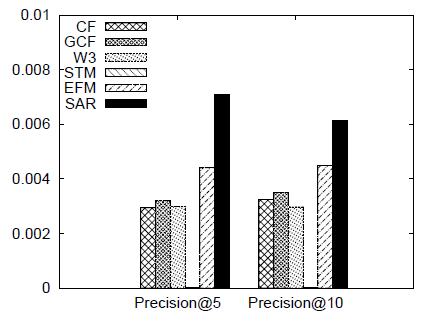 0.01
0.008
0.006
0.004
0.002
0
CF
GCF
W3
STM
EFM
SAR
Precision@5 Precision@10